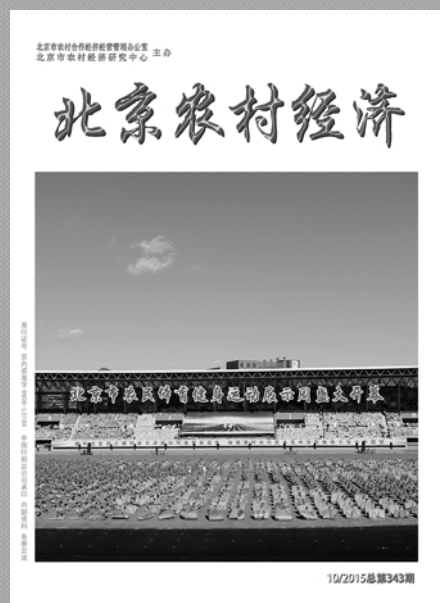 北京市农村合作经济经营管理办公室
北京市农村经济研究中心
主办
北京农村经济
北京市农民体育健身运动展示周盛大开幕
10/2015总第343期